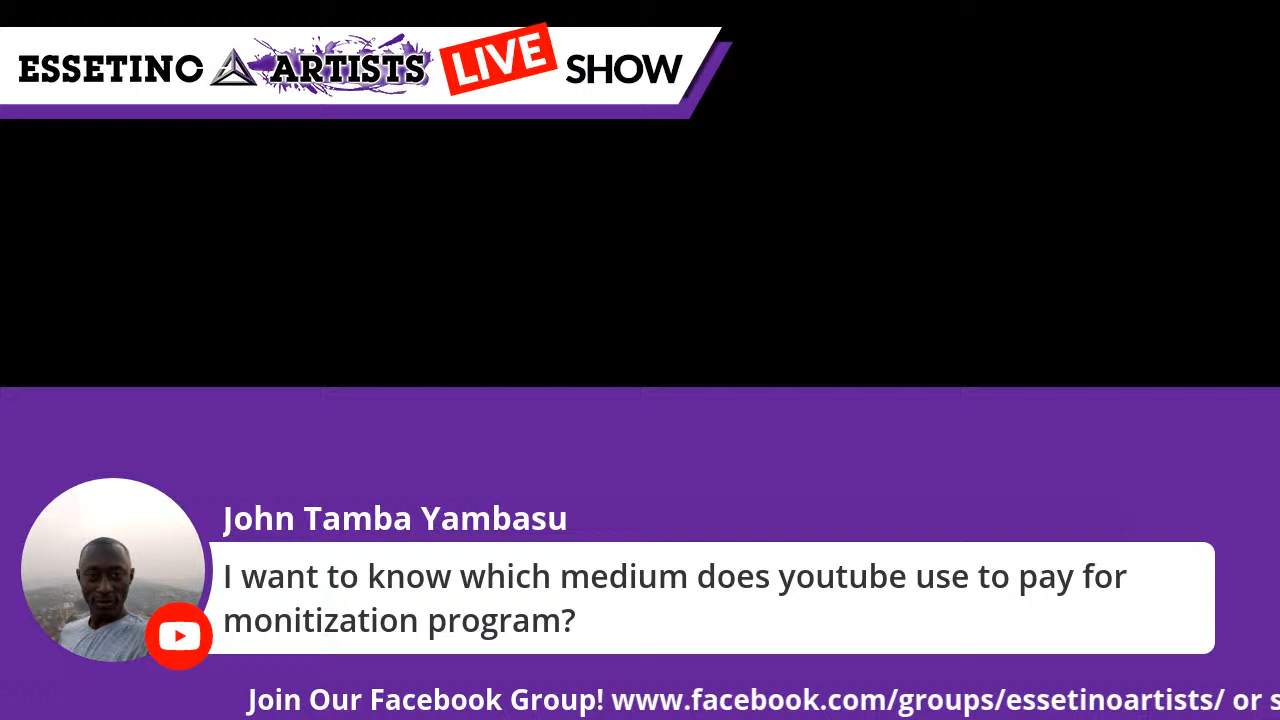 ESSETINO ARTISTS LIVE SHOW
John Tamba Yambasu
I want to know which medium does youtube use to pay for
monitization program?
Join Our Facebook Group! www.facebook.com/groups/essetinoartists/ or s